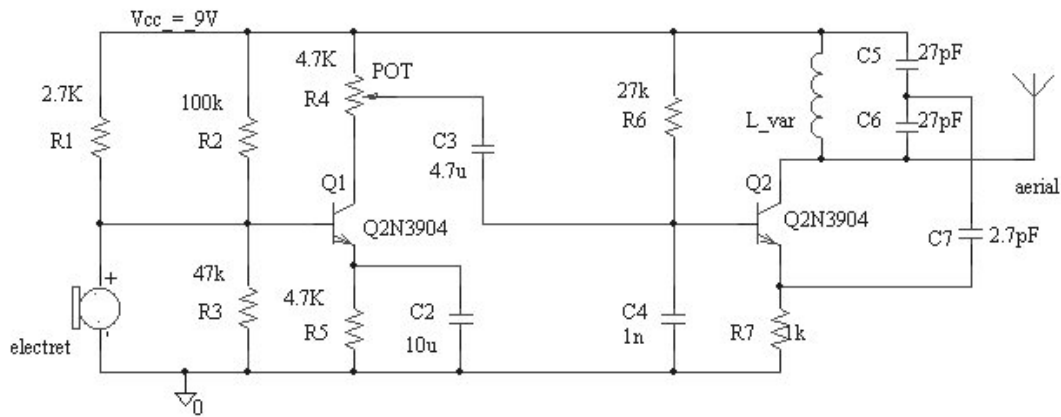 Vcc_=_9V
2.7K
R1
100k
R2
4.7K
POT
R4
C3
4.7u
27k
R6
L_var
C5
27pF
C6
27pF
aerial
Q1
Q2N3904
Q2
Q2N3904
C7
2.7pF
+
-
electret
47k
R3
4.7K
R5
C2
10u
C4
1n
R7
1k
0